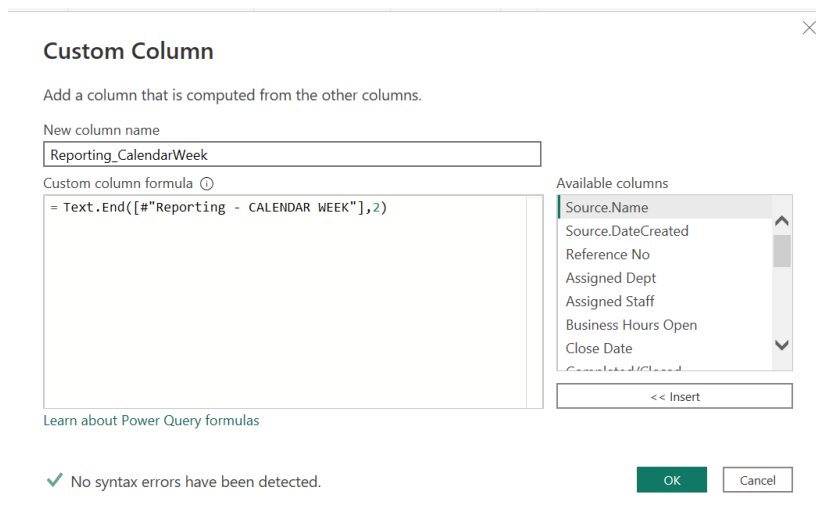 Custom Column
Add a column that is computed from the other columns.
New column name
Reporting_CalendarWeek
Custom column formula
= Text.End([#"Reporting - CALENDAR WEEK"],2)
Available columns
Source.Name
Source.DateCreated
Reference No
Assigned Dept
Assigned Staff
Business Hours Open
Close Date
<< Insert
Learn about Power Query formulas
No syntax errors have been detected.
OK
Cancel